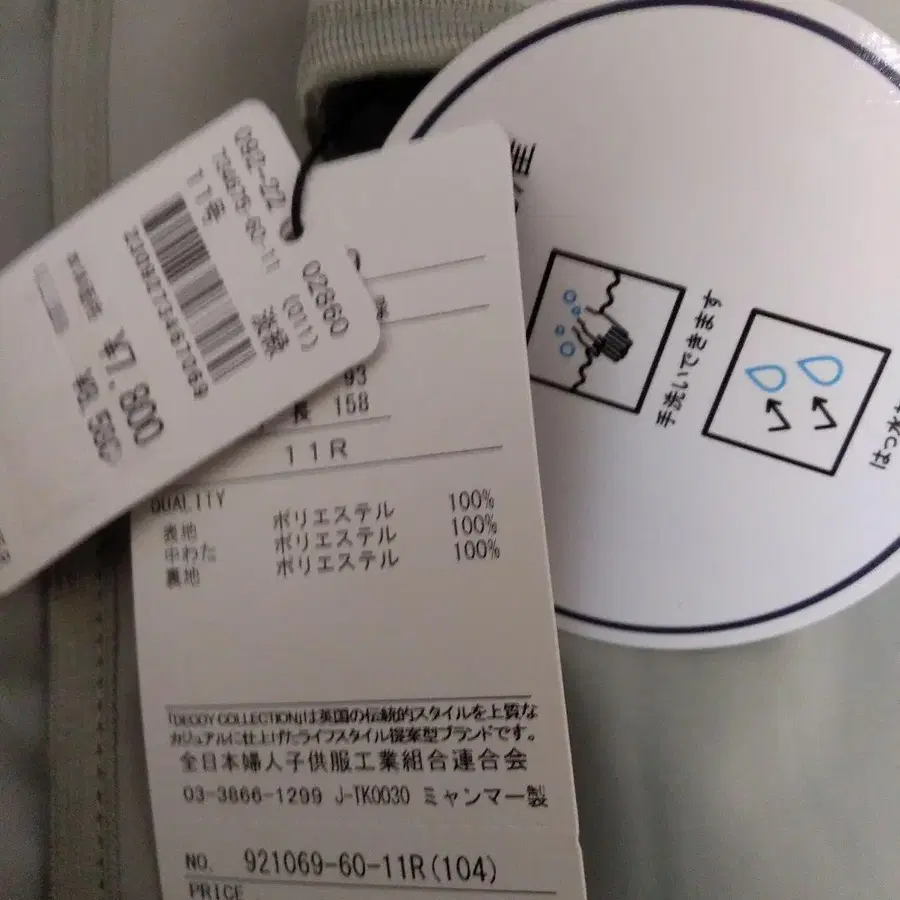 092-22
11号
02860
(011)
淡緑
¥7,800
¥8,580
93
長 158
11R
QUALITY
表地 ポリエステル 100%
中わた ポリエステル 100%
裏地 ポリエステル 100%
「DECOY COLLECTION」は英国の伝統的スタイルを上質な
カジュアルに仕上げたライフスタイル提案型ブランドです。
全日本婦人子供服工業組合連合会
03-3866-1299 J-TK0030 ミャンマー製
NO. 921069-60-11R(104)
PRICE
手洗いできます
はっ水